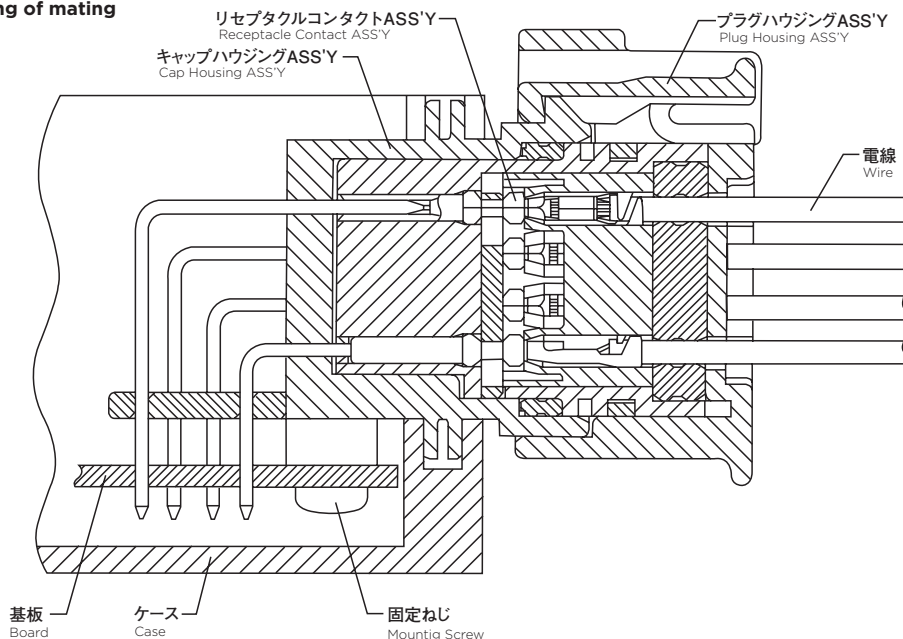 ng of mating
リセプタクルコンタクトASS'Y
Receptacle Contact ASS'Y
プラグハウジングASS'Y
Plug Housing ASS'Y
キャップハウジングASS'Y
Cap Housing ASS'Y
電線
Wire
基板
Board
ケース
Case
固定ねじ
Mountig Screw